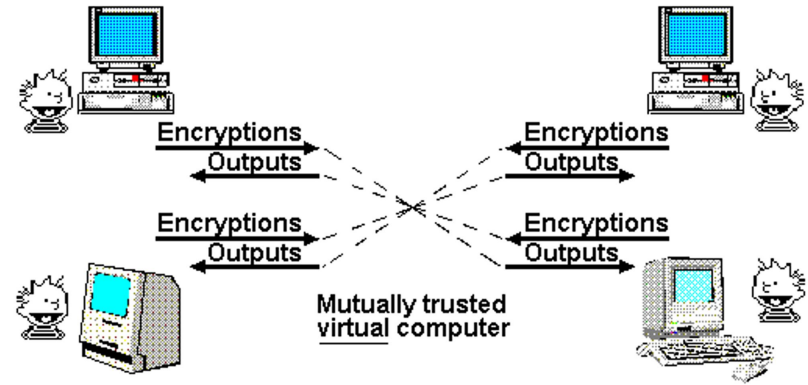 Encryptions
Encryptions
Outputs
Outputs
Encryptions
Encryptions
Outputs
Outputs
Mutually trusted
virtual computer